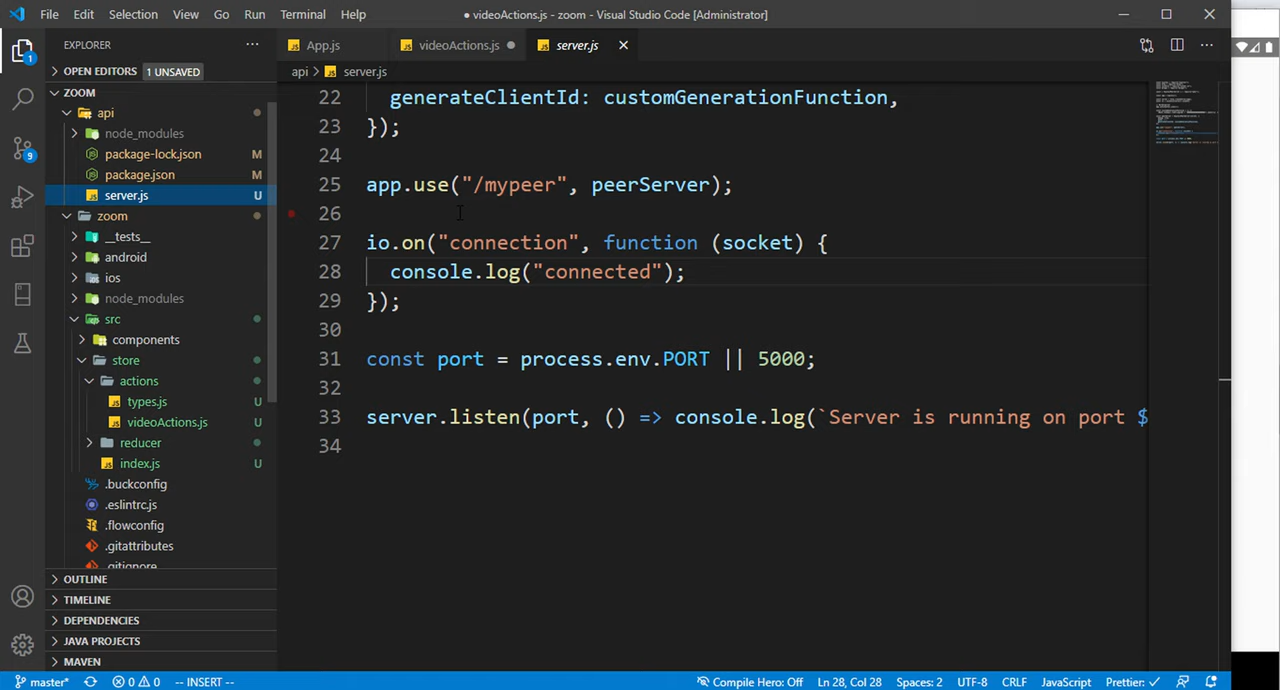 File Edit Selection View Go Run Terminal Help ● videoActions.js - zoom - Visual Studio Code [Administrator]
EXPLORER ··· App.js videoActions.js ● server.js
1 OPEN EDITORS 1 UNSAVED api > server.js
ZOOM
22 generateClientId: customGenerationFunction,
api
23 });
node_modules
package-lock.json M 24
package.json M 25 app.use("/mypeer", peerServer);
server.js U
zoom 26
9 __tests__ 27 io.on("connection", function (socket) {
android
ios 28 console.log("connected");
node_modules 29 });
src
components 30
store 31 const port = process.env.PORT || 5000;
actions
types.js U 32
videoActions.js U 33 server.listen(port, () => console.log(`Server is running on port $
reducer
index.js U 34
.buckconfig
.eslintrc.js
.flowconfig
.gitattributes
.gitignore
OUTLINE
TIMELINE
DEPENDENCIES
JAVA PROJECTS
MAVEN
master* 0 0 -- INSERT -- Compile Hero: Off Ln 28, Col 28 Spaces: 2 UTF-8 CRLF JavaScript Prettier: ✓